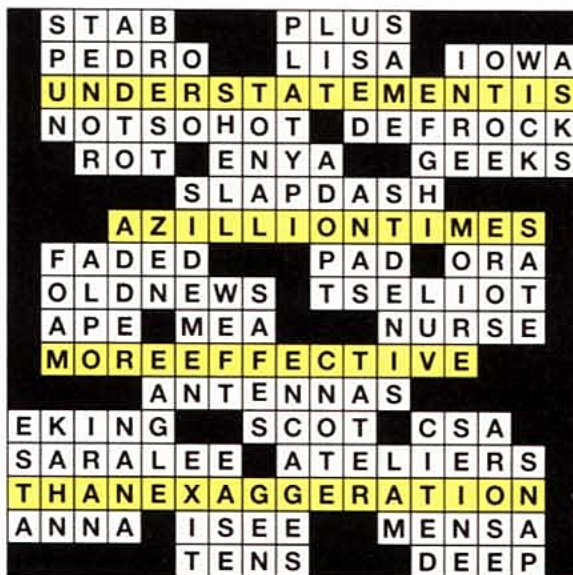 STAB PLUS
PEDRO LISA IOWA
UNDERSTATEMENTIS
NOTSOHOT DEFROCK
ROT ENYA GEEKS
SLAPDASH
AZILLIONTIMES
FADED PAD ORA
OLDNEWS TSELIOT
APE MEA NURSE
MOREEFFECTIVE
ANTENNAS
EKING SCOT CSA
SARALEE ATELIERS
THANEXAGGERATION
ANNA ISEE MENSA
TENS DEEP